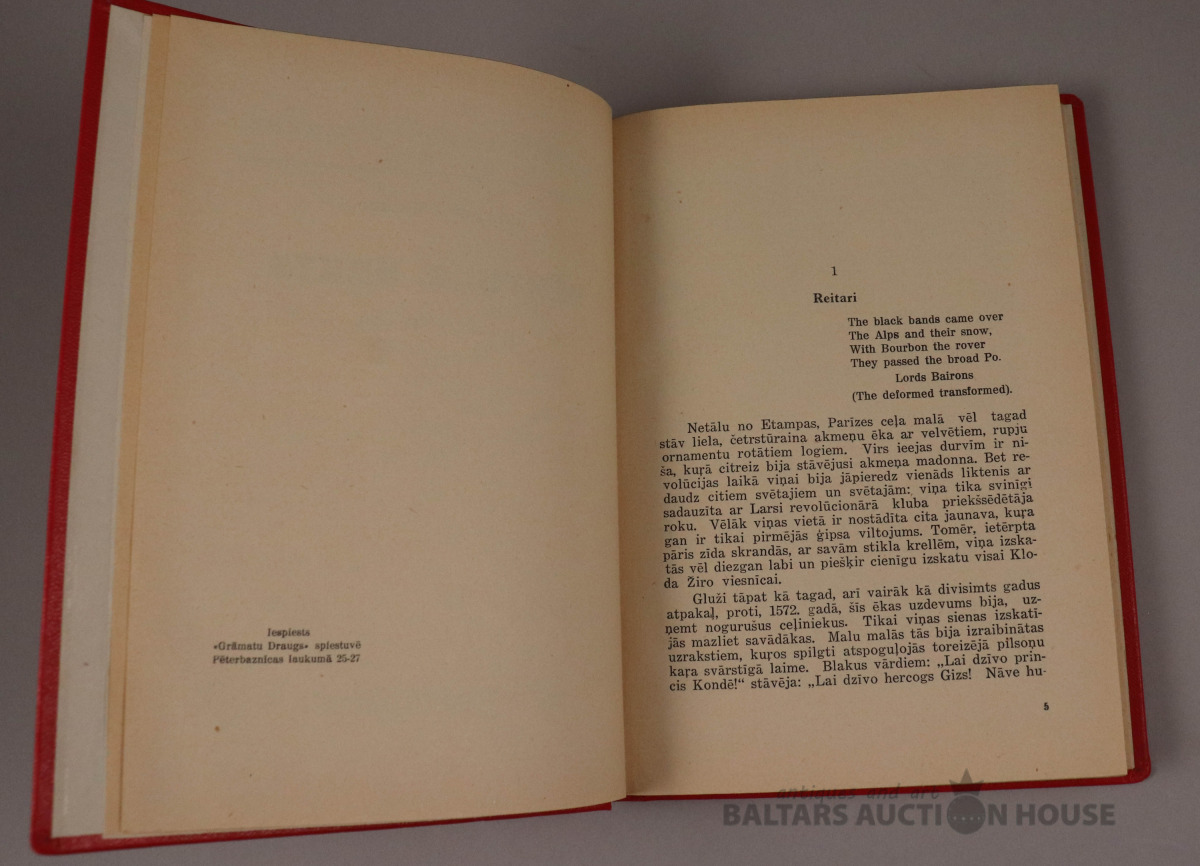 Iespiests
«Grāmatu Draugs» spiestuvē
Pēterbaznīcas laukumā 25-27
1
Reitari
The black bands came over
The Alps and their snow,
With Bourbon the rover
They passed the broad Po.
Lords Bairons
(The deformed transformed).
Netālu no Etampas, Parīzes ceļa malā vēl tagad
stāv liela, četrstūraina akmeņu ēka ar velvētiem, rupju
ornamentu rotātiem logiem. Virs ieejas durvīm ir ni-
ša, kuŗā citreiz bija stāvējusi akmeņa madonna. Bet re-
volūcijas laikā viņai bija jāpieredz vienāds liktenis ar
daudz citiem svētajiem un svētajām: viņa tika svinīgi
sadauzīta ar Larsi revolūcionārā kluba priekšsēdētāja
roku. Vēlāk viņas vietā ir nostādīta cita jaunava, kuŗa
gan ir tikai pirmējās ģipsa viltojums. Tomēr, ietērpta
pāris zīda skrandās, ar savām stikla krellēm, viņa izska-
tās vēl diezgan labi un piešķir cienīgu izskatu visai Klo-
da Žiro viesnīcai.
Gluži tāpat kā tagad, arī vairāk kā divisimts gadus
atpakaļ, proti, 1572. gadā, šīs ēkas uzdevums bija, uz-
ņemt nogurušus ceļiniekus. Tikai viņas sienas izskatī-
jās mazliet savādākas. Malu malās tās bija izraibinātas
uzrakstiem, kuŗos spilgti atspoguļojās toreizējā pilsoņu
kaŗa svārstīgā laime. Blakus vārdiem: „Lai dzīvo prin-
cis Kondē!“ stāvēja: „Lai dzīvo hercogs Gizs! Nāve hu-
5
antiques and art
BALTARS AUCTION HOUSE